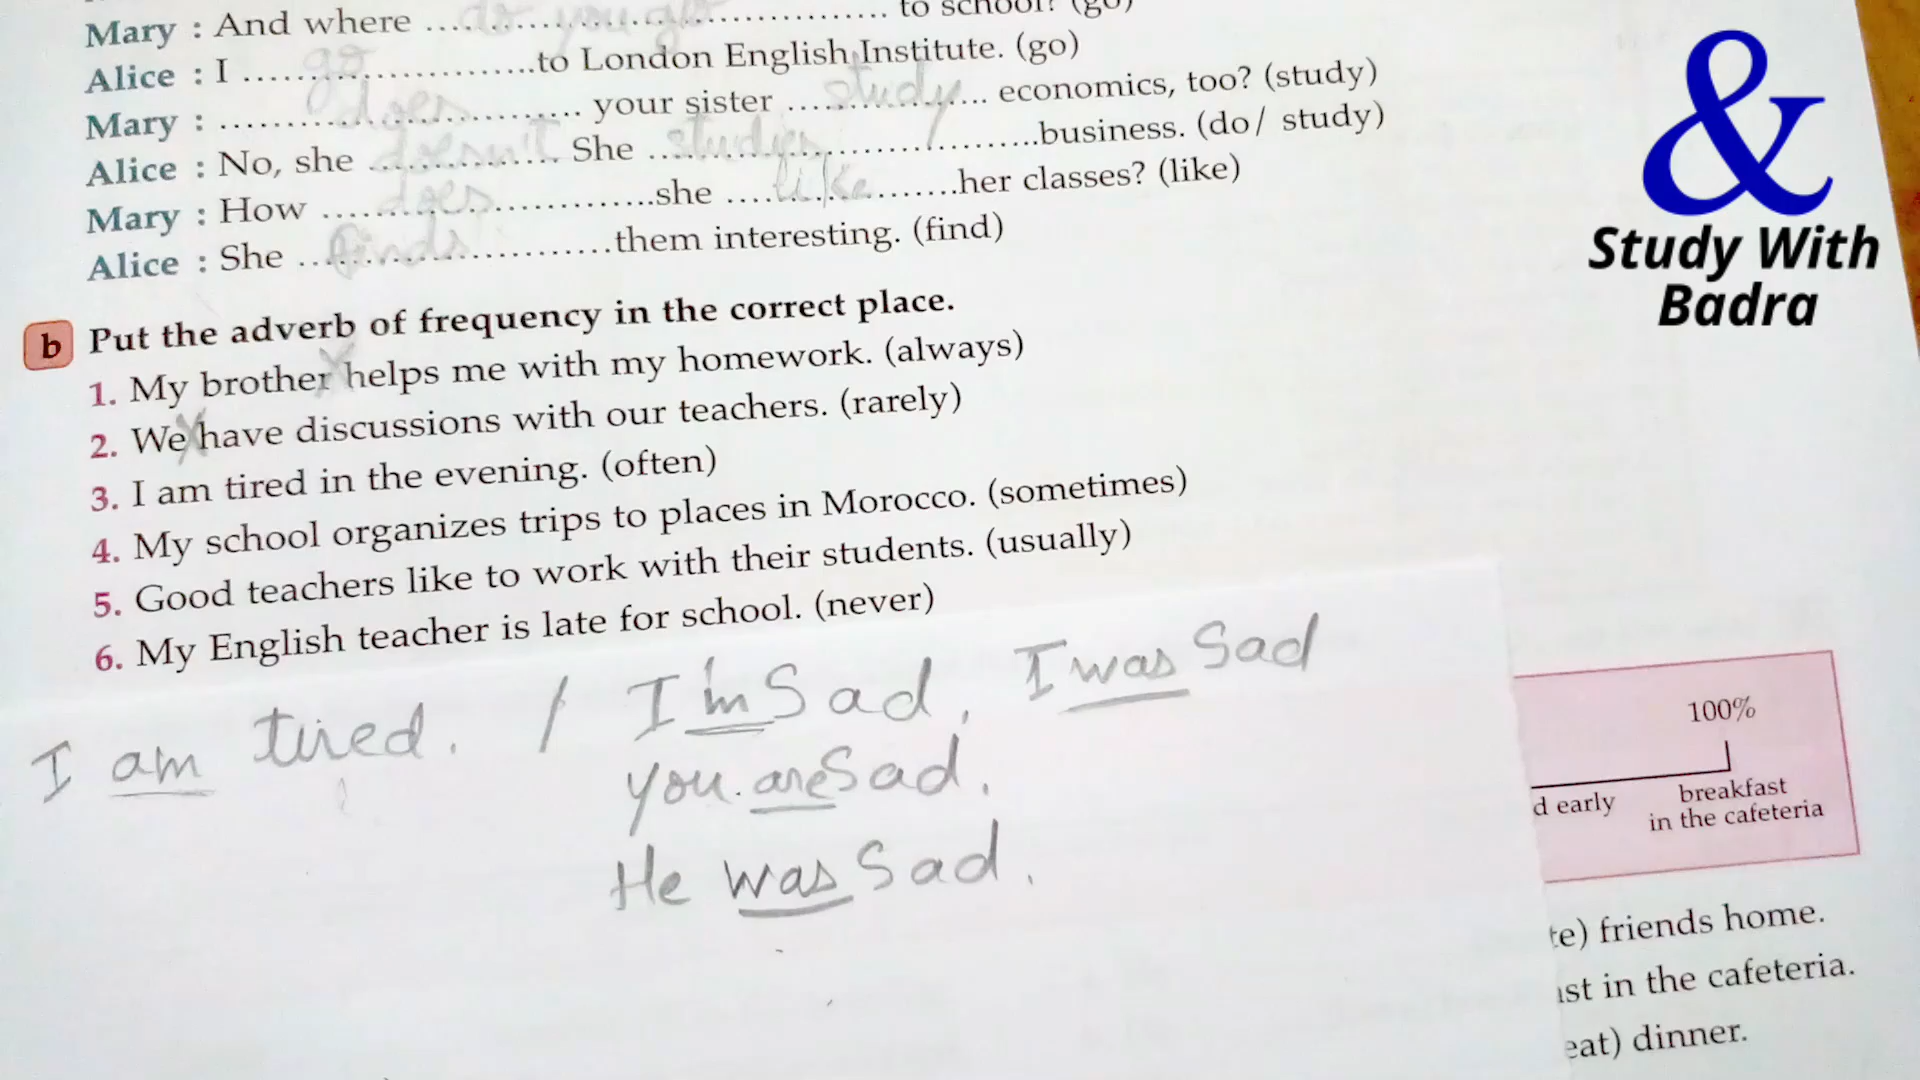 Mary : And where do you go .......... to school? (go)
Alice : I go .......... to London English Institute. (go)
Mary : does .......... your sister study .......... economics, too? (study)
Alice : No, she doesn't .......... She studies .......... business. (do/ study)
Mary : How does .......... she like .......... her classes? (like)
Alice : She finds .......... them interesting. (find)
b Put the adverb of frequency in the correct place.
1. My brother x helps me with my homework. (always)
2. We x have discussions with our teachers. (rarely)
3. I am tired in the evening. (often)
4. My school organizes trips to places in Morocco. (sometimes)
5. Good teachers like to work with their students. (usually)
6. My English teacher is late for school. (never)
I am tired. / I'm Sad, I was Sad
you are Sad.
He was Sad.
100%
d early
breakfast
in the cafeteria
te) friends home.
ast in the cafeteria.
eat) dinner.
&
Study With
Badra